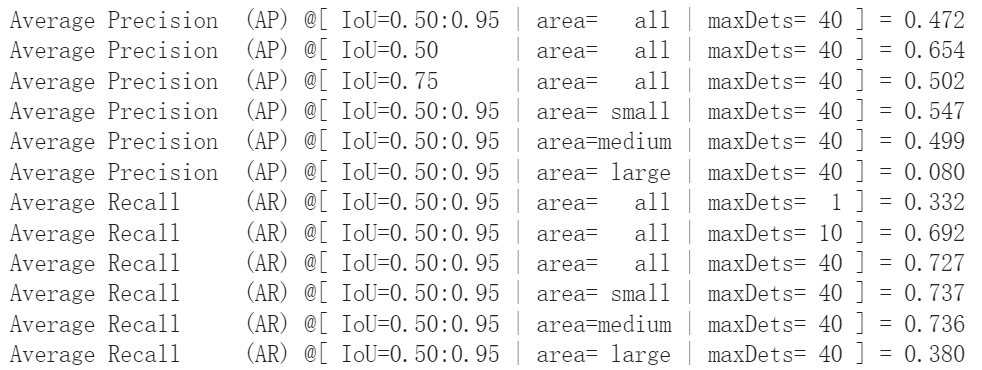 Average Precision  (AP) @[ IoU=0.50:0.95 | area=   all | maxDets= 40 ] = 0.472
Average Precision  (AP) @[ IoU=0.50      | area=   all | maxDets= 40 ] = 0.654
Average Precision  (AP) @[ IoU=0.75      | area=   all | maxDets= 40 ] = 0.502
Average Precision  (AP) @[ IoU=0.50:0.95 | area= small | maxDets= 40 ] = 0.547
Average Precision  (AP) @[ IoU=0.50:0.95 | area=medium | maxDets= 40 ] = 0.499
Average Precision  (AP) @[ IoU=0.50:0.95 | area= large | maxDets= 40 ] = 0.080
Average Recall     (AR) @[ IoU=0.50:0.95 | area=   all | maxDets=  1 ] = 0.332
Average Recall     (AR) @[ IoU=0.50:0.95 | area=   all | maxDets= 10 ] = 0.692
Average Recall     (AR) @[ IoU=0.50:0.95 | area=   all | maxDets= 40 ] = 0.727
Average Recall     (AR) @[ IoU=0.50:0.95 | area= small | maxDets= 40 ] = 0.737
Average Recall     (AR) @[ IoU=0.50:0.95 | area=medium | maxDets= 40 ] = 0.736
Average Recall     (AR) @[ IoU=0.50:0.95 | area= large | maxDets= 40 ] = 0.380